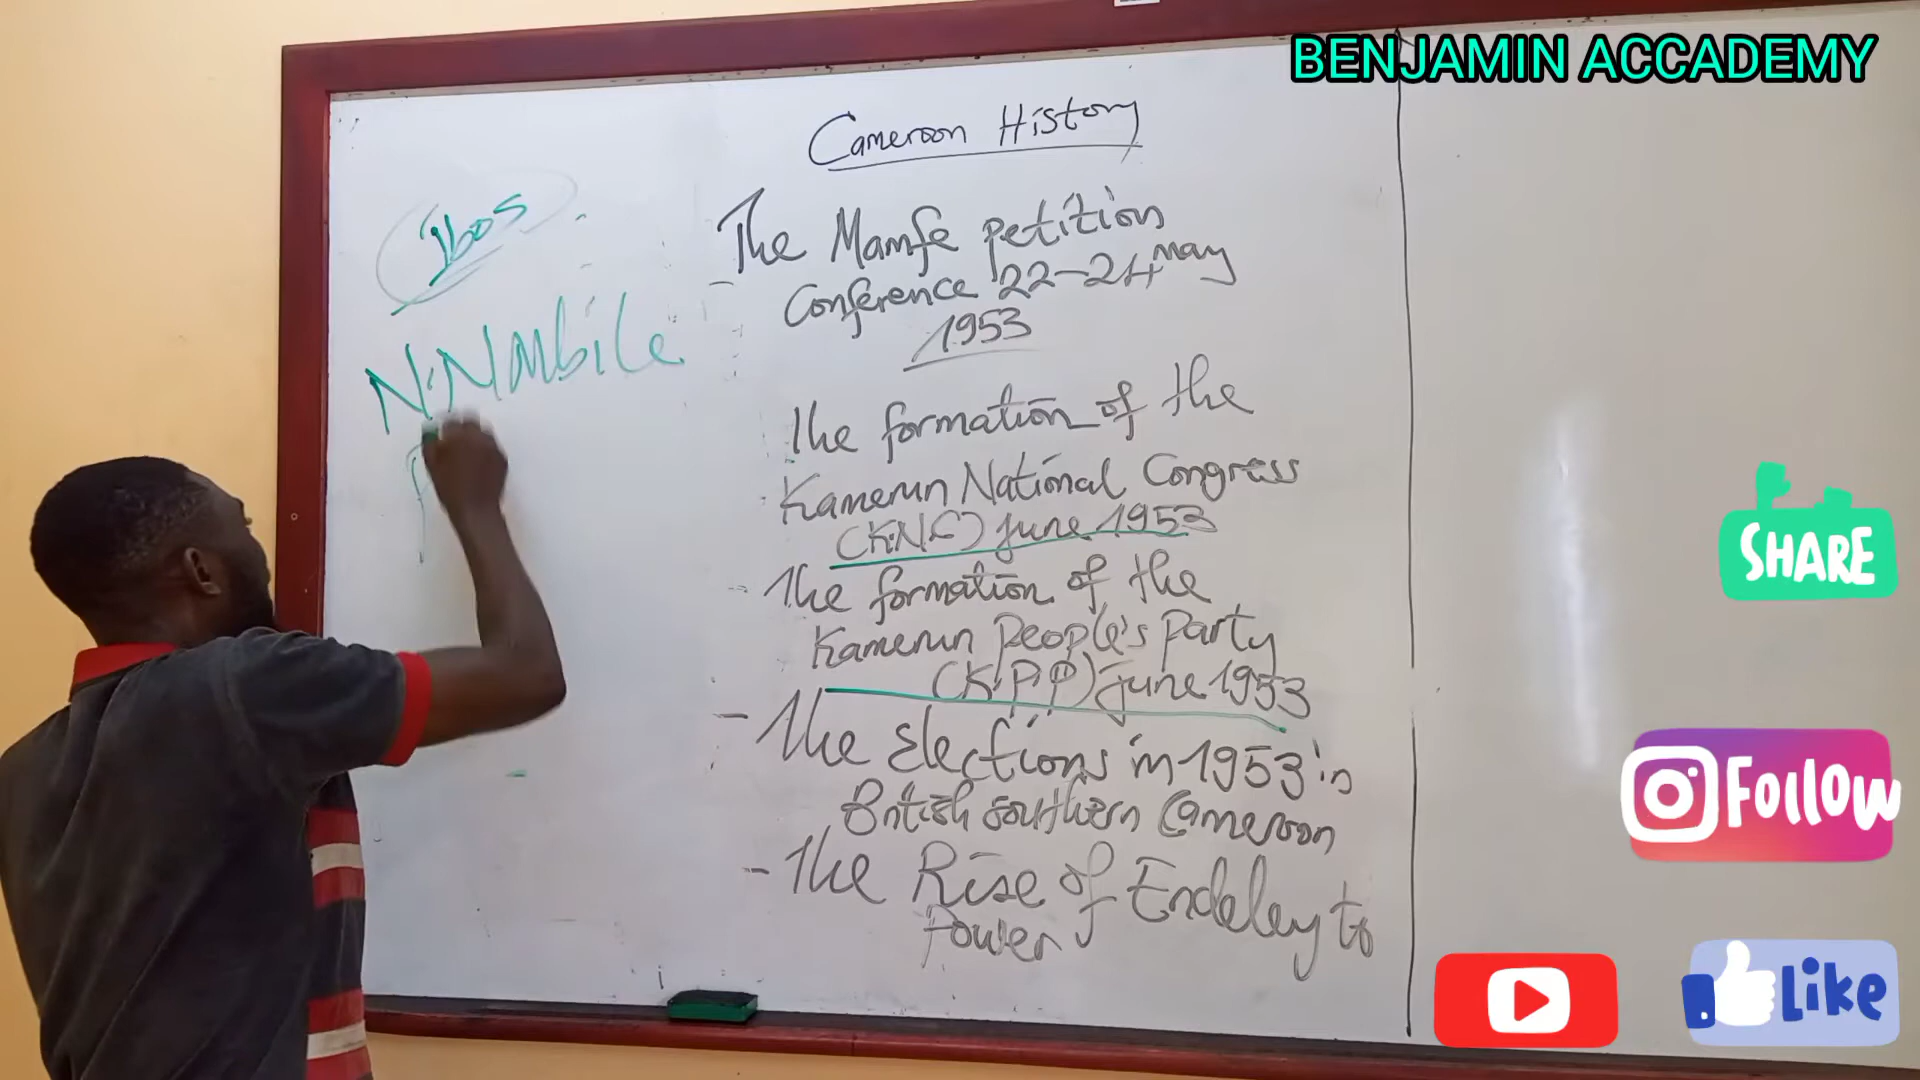 BENJAMIN ACCADEMY
Cameroon History
Ibos
N.N Mbile
P
- The Mamfe petition
Conference 22-24 may
1953
The formation of the
- Kamerun National Congress
(KNC) june 1953
- The formation of the
Kamerun People's Party
(K.P.P) june 1953
- The Elections in 1953 in
British southern Cameroon
- The Rise of Endeley to
Power
SHARE
Follow
Like